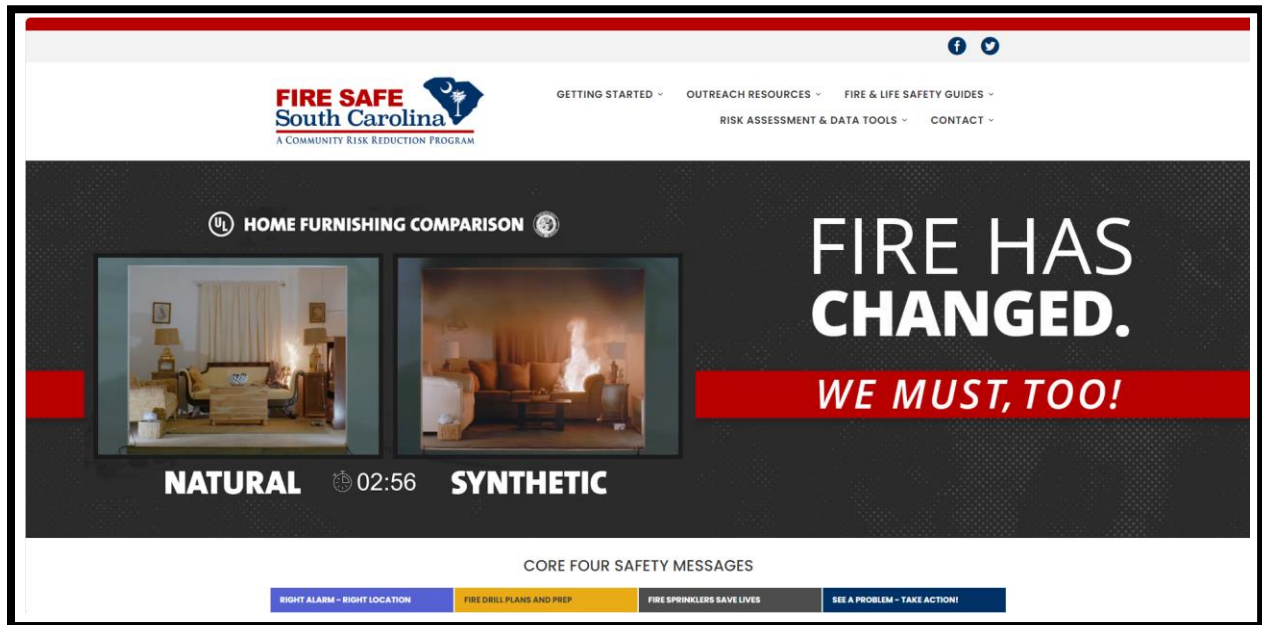 FIRE SAFE
South Carolina
A COMMUNITY RISK REDUCTION PROGRAM
GETTING STARTED
OUTREACH RESOURCES
FIRE & LIFE SAFETY GUIDES
RISK ASSESSMENT & DATA TOOLS
CONTACT
UL HOME FURNISHING COMPARISON
NATURAL 02:56 SYNTHETIC
FIRE HAS
CHANGED.
WE MUST, TOO!
CORE FOUR SAFETY MESSAGES
RIGHT ALARM – RIGHT LOCATION
FIRE DRILL PLANS AND PREP
FIRE SPRINKLERS SAVE LIVES
SEE A PROBLEM – TAKE ACTION!